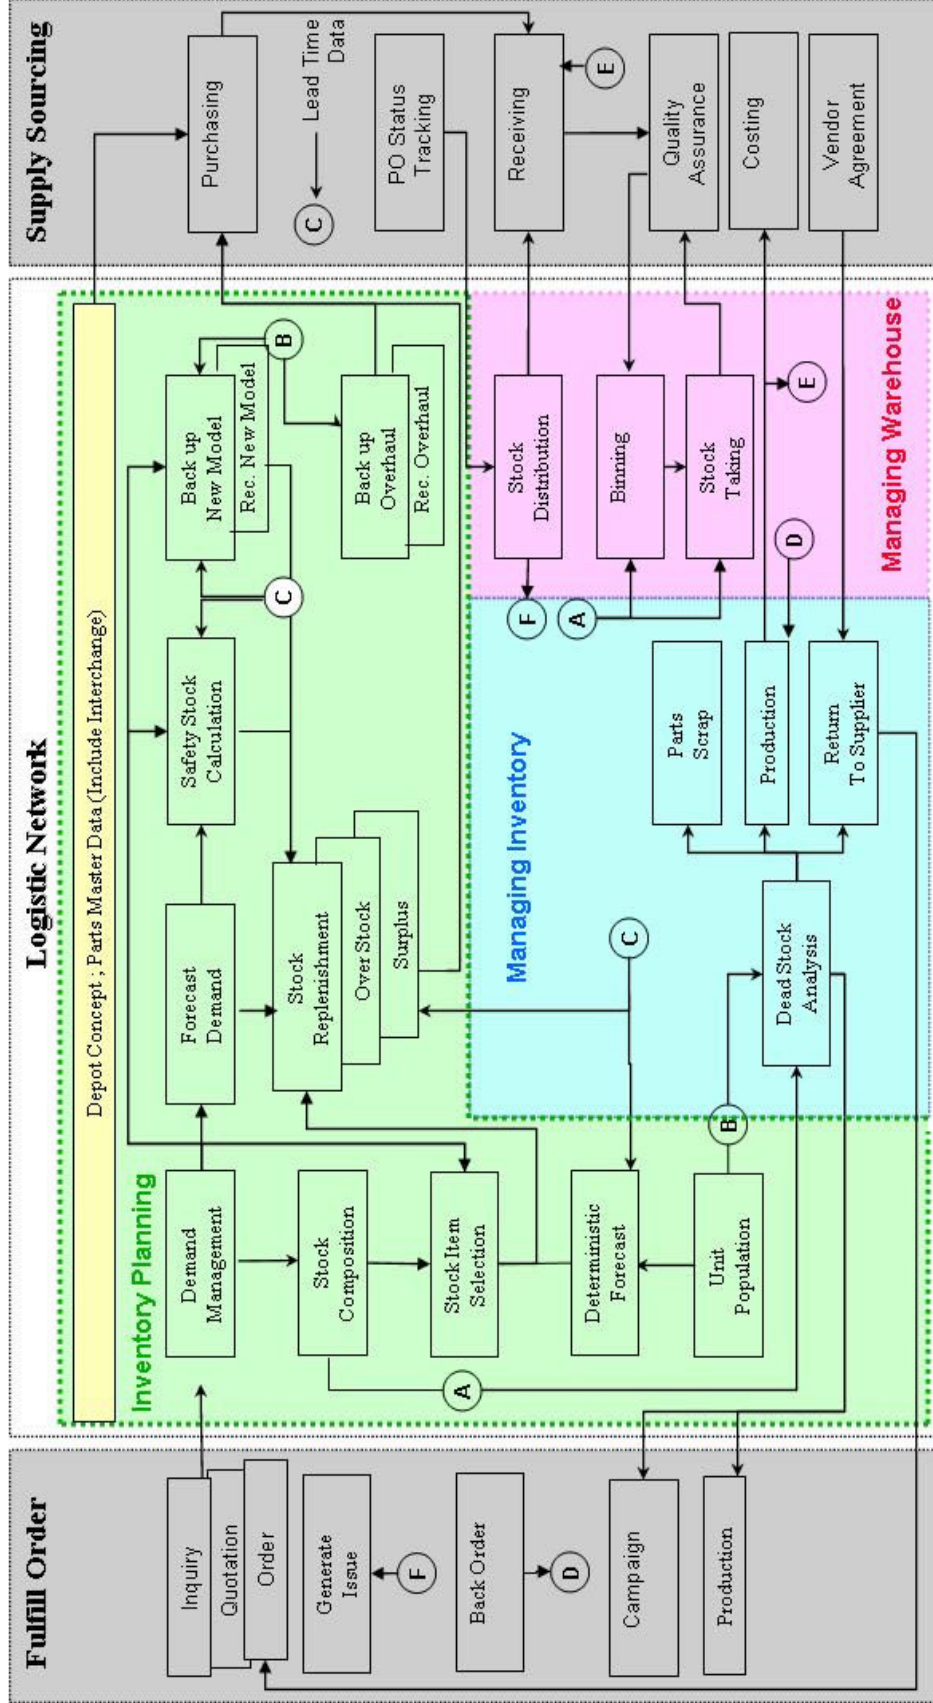 Fulfill Order
Logistic Network
Supply Sourcing
Depot Concept ; Parts Master Data (Include Interchange)
Inventory Planning
Inquiry
Quotation
Order
Generate
Issue
F
Back Order
D
Campaign
Production
Demand
Management
Forecast
Demand
Safety Stock
Calculation
Back up
New Model
Rec. New Model
B
C
Stock
Composition
Stock
Replenishment
Over Stock
Surplus
Back up
Overhaul
Rec. Overhaul
A
Stock Item
Selection
Deterministic
Forecast
C
Unit
Population
B
Managing Inventory
Dead Stock
Analysis
Parts
Scrap
Production
D
Return
To Supplier
Managing Warehouse
Stock
Distribution
F
A
Binning
Stock
Taking
E
Purchasing
C
Lead Time
Data
PO Status
Tracking
Receiving
E
Quality
Assurance
Costing
Vendor
Agreement